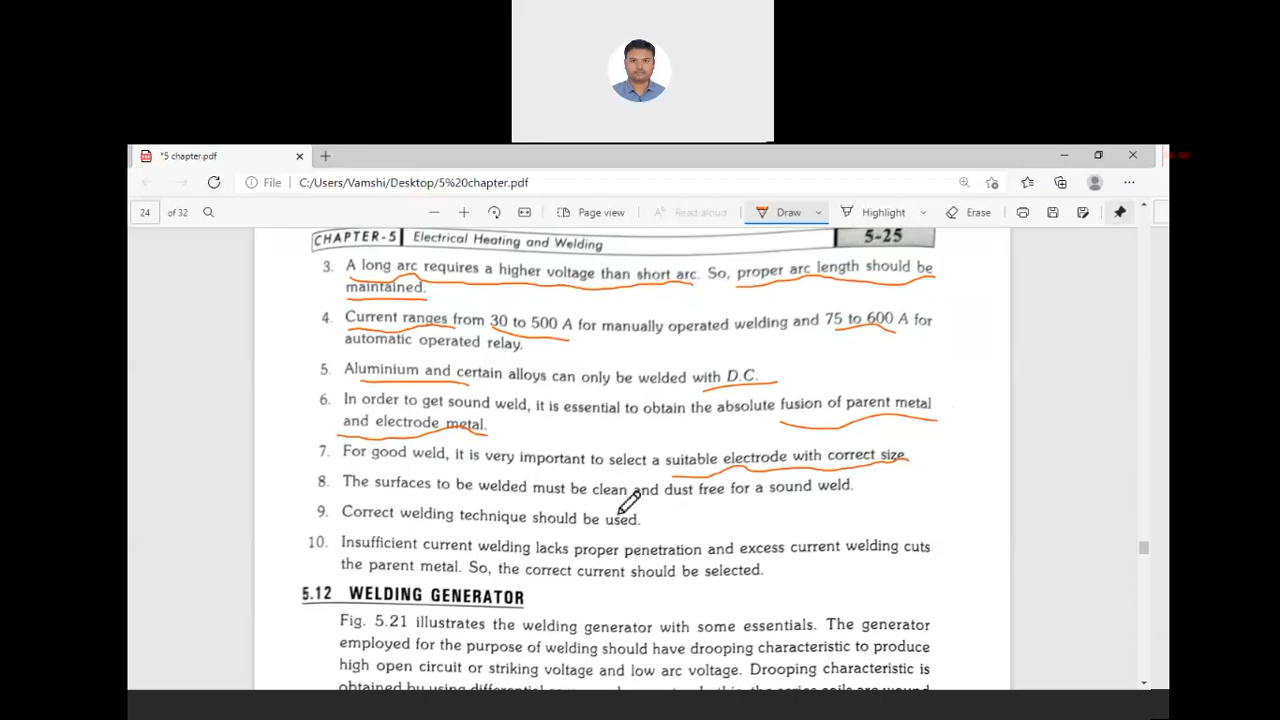 *5 chapter.pdf
File C:/Users/Vamshi/Desktop/5%20chapter.pdf
24 of 32 Page view Read aloud Draw Highlight Erase
CHAPTER-5 Electrical Heating and Welding 5-25
3. A long arc requires a higher voltage than short arc. So, proper arc length should be
maintained.
4. Current ranges from 30 to 500 A for manually operated welding and 75 to 600 A for
automatic operated relay.
5. Aluminium and certain alloys can only be welded with D.C.
6. In order to get sound weld, it is essential to obtain the absolute fusion of parent metal
and electrode metal.
7. For good weld, it is very important to select a suitable electrode with correct size.
8. The surfaces to be welded must be clean and dust free for a sound weld.
9. Correct welding technique should be used.
10. Insufficient current welding lacks proper penetration and excess current welding cuts
the parent metal. So, the correct current should be selected.
5.12 WELDING GENERATOR
Fig. 5.21 illustrates the welding generator with some essentials. The generator
employed for the purpose of welding should have drooping characteristic to produce
high open circuit or striking voltage and low arc voltage. Drooping characteristic is
obtained by using differential